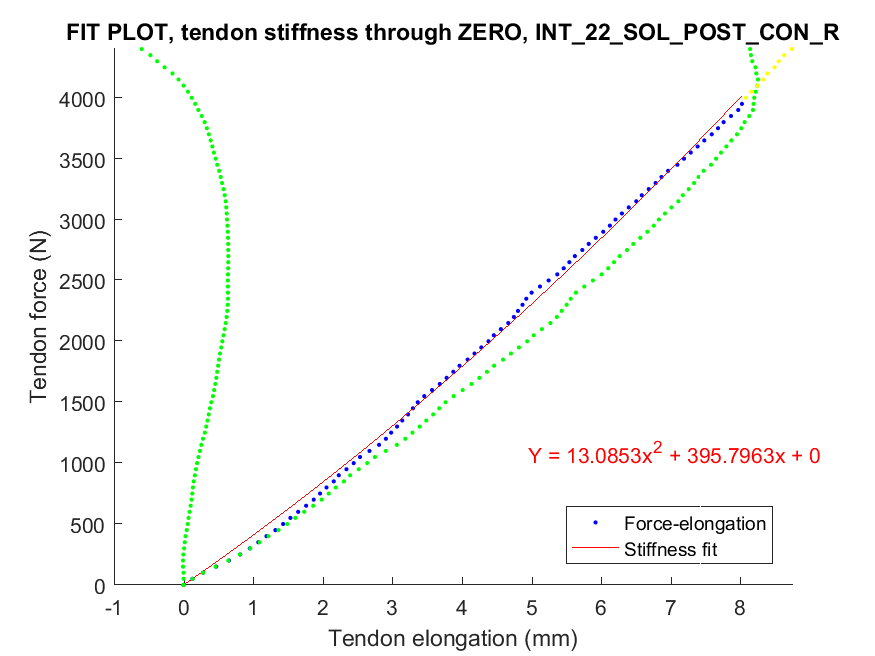 FIT PLOT, tendon stiffness through ZERO, INT_22_SOL_POST_CON_R
Tendon force (N)
4000
3500
3000
2500
2000
1500
1000
500
0
Y = 13.0853x² + 395.7963x + 0
Force-elongation
Stiffness fit
-1 0 1 2 3 4 5 6 7 8
Tendon elongation (mm)